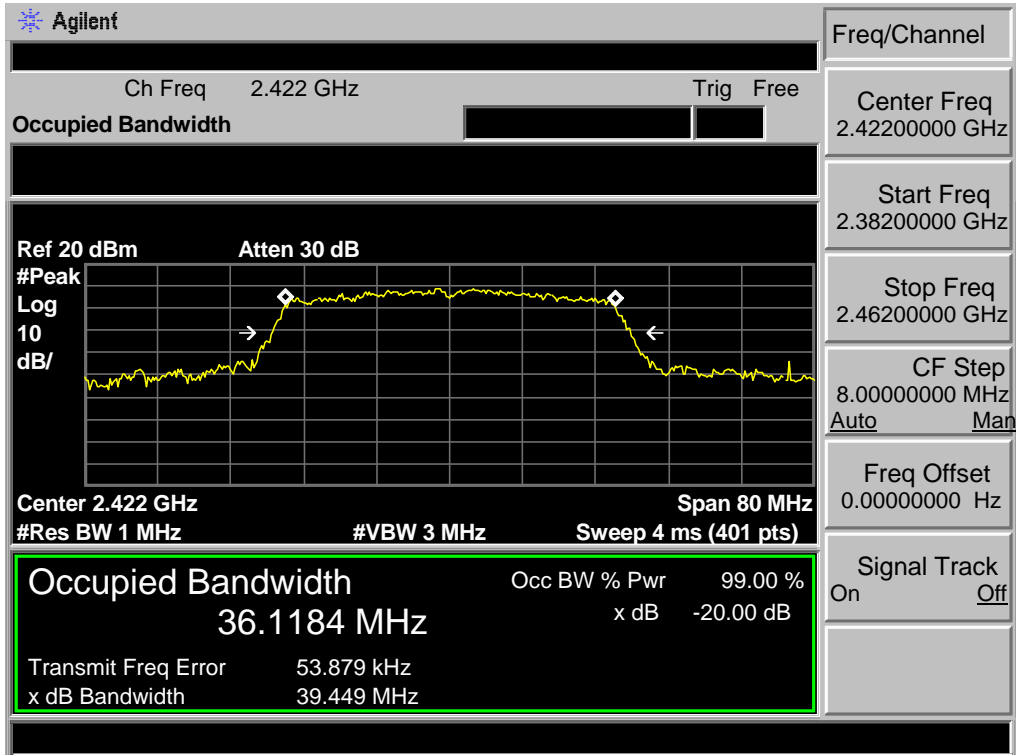 Agilent
Freq/Channel
Ch Freq 2.422 GHz Trig Free
Occupied Bandwidth
Center Freq
2.42200000 GHz
Start Freq
2.38200000 GHz
Stop Freq
2.46200000 GHz
CF Step
8.00000000 MHz
Auto Man
Freq Offset
0.00000000 Hz
Signal Track
On Off
Ref 20 dBm Atten 30 dB
#Peak
Log
10
dB/
Center 2.422 GHz Span 80 MHz
#Res BW 1 MHz #VBW 3 MHz Sweep 4 ms (401 pts)
Occupied Bandwidth Occ BW % Pwr 99.00 %
36.1184 MHz x dB -20.00 dB
Transmit Freq Error 53.879 kHz
x dB Bandwidth 39.449 MHz